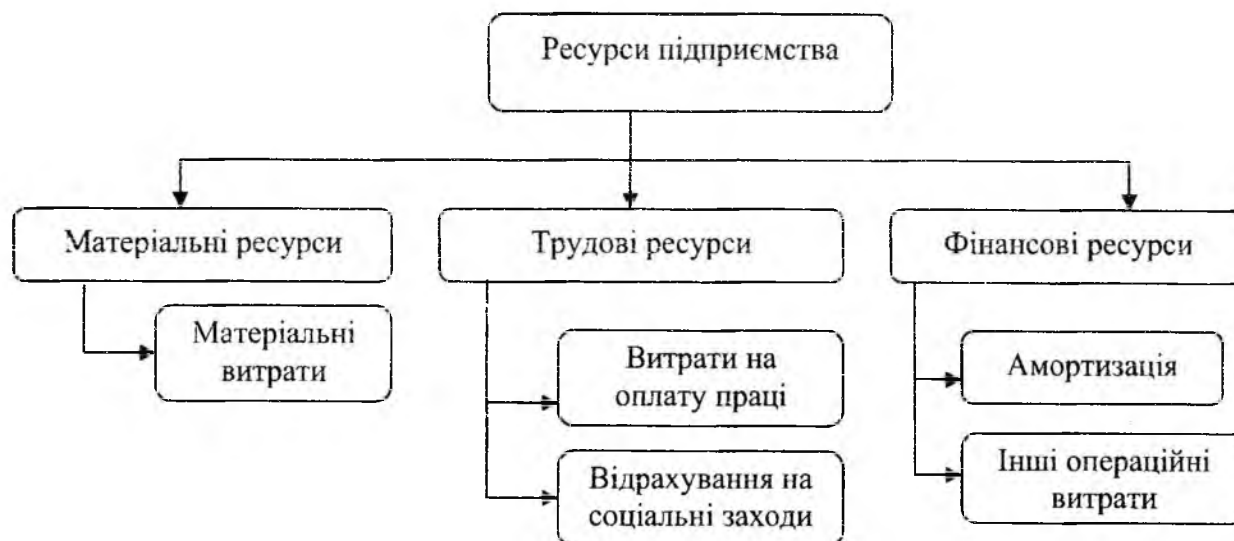 Ресурси підприємства
Матеріальні ресурси
Трудові ресурси
Фінансові ресурси
Матеріальні
витрати
Витрати на
оплату праці
Амортизація
Відрахування на
соціальні заходи
Інші операційні
витрати